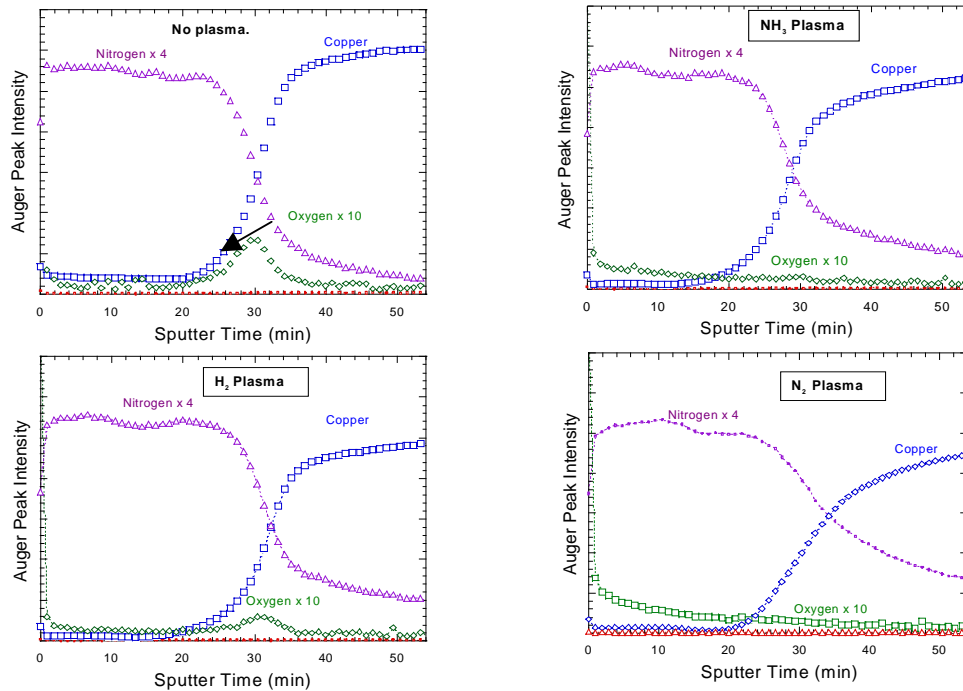 No plasma.
Nitrogen x 4
Copper
Oxygen x 10
Auger Peak Intensity
0 10 20 30 40 50
Sputter Time (min)
NH3 Plasma
Nitrogen x 4
Copper
Oxygen x 10
Auger Peak Intensity
0 10 20 30 40 50
Sputter Time (min)
H2 Plasma
Nitrogen x 4
Copper
Oxygen x 10
Auger Peak Intensity
0 10 20 30 40 50
Sputter Time (min)
N2 Plasma
Nitrogen x 4
Copper
Oxygen x 10
Auger Peak Intensity
0 10 20 30 40 50
Sputter Time (min)